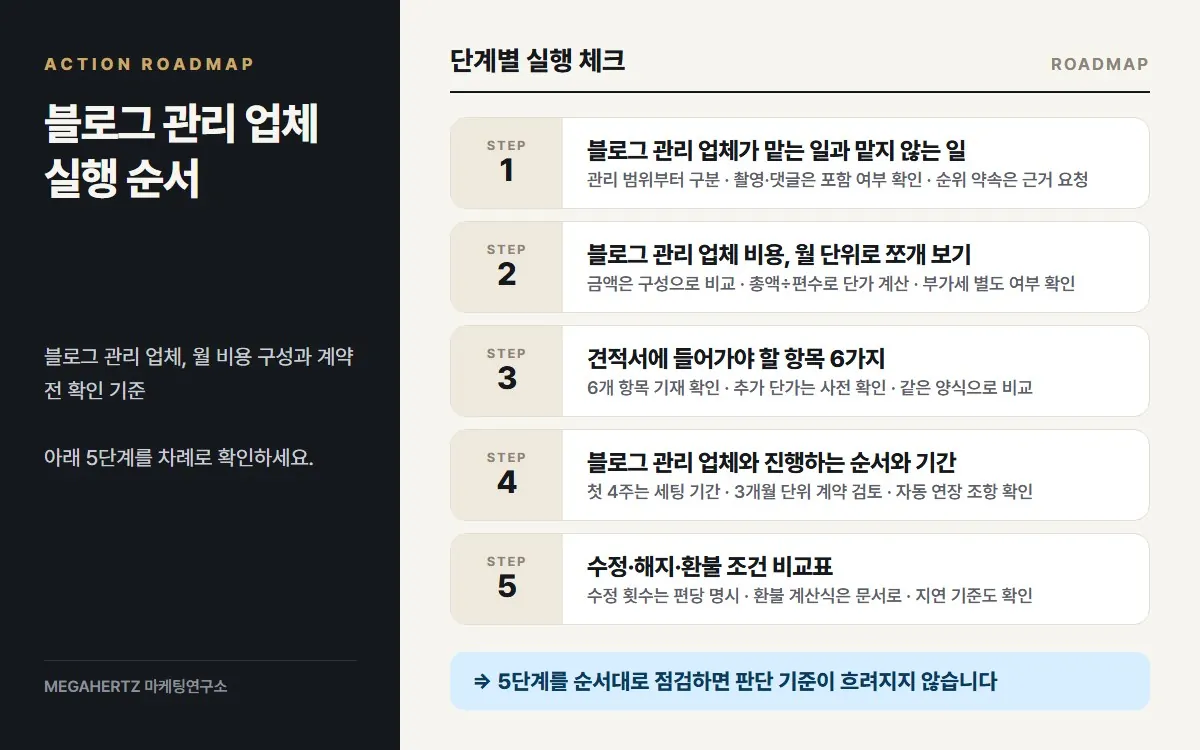 ACTION ROADMAP
블로그 관리 업체
실행 순서
블로그 관리 업체, 월 비용 구성과 계약
전 확인 기준
아래 5단계를 차례로 확인하세요.
MEGAHERTZ 마케팅연구소
단계별 실행 체크
ROADMAP
STEP
1
블로그 관리 업체가 맡는 일과 맡지 않는 일
관리 범위부터 구분 · 촬영·댓글은 포함 여부 확인 · 순위 약속은 근거 요청
STEP
2
블로그 관리 업체 비용, 월 단위로 쪼개 보기
금액은 구성으로 비교 · 총액÷편수로 단가 계산 · 부가세 별도 여부 확인
STEP
3
견적서에 들어가야 할 항목 6가지
6개 항목 기재 확인 · 추가 단가는 사전 확인 · 같은 양식으로 비교
STEP
4
블로그 관리 업체와 진행하는 순서와 기간
첫 4주는 세팅 기간 · 3개월 단위 계약 검토 · 자동 연장 조항 확인
STEP
5
수정·해지·환불 조건 비교표
수정 횟수는 편당 명시 · 환불 계산식은 문서로 · 지연 기준도 확인
→ 5단계를 순서대로 점검하면 판단 기준이 흐려지지 않습니다